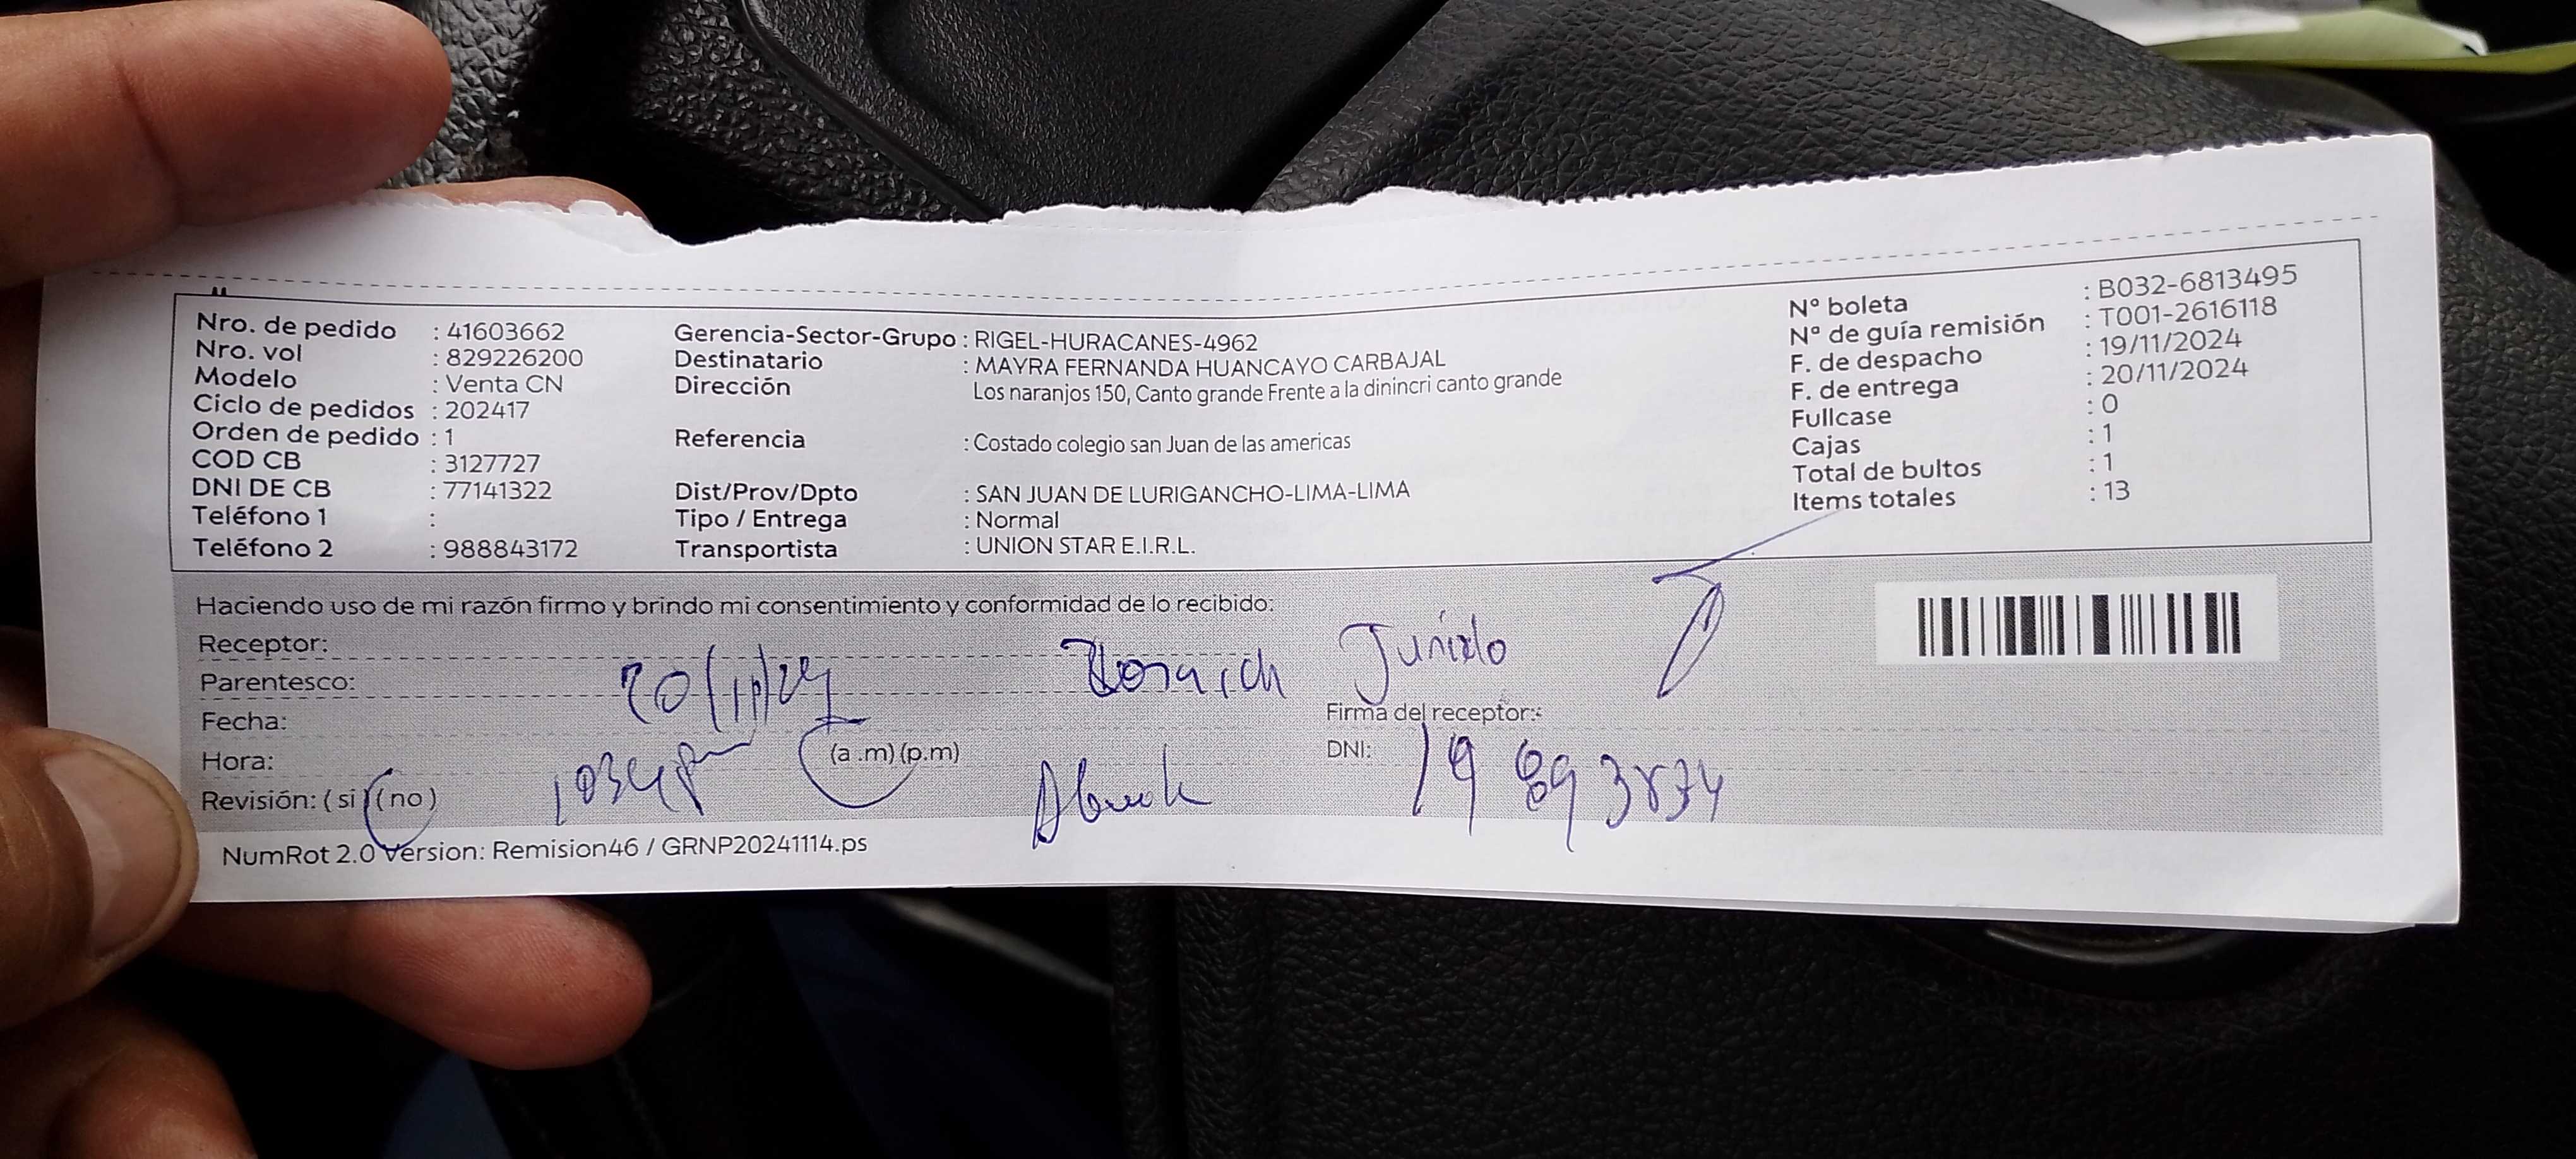 Nro. de pedido : 41603662
Nro. vol : 829226200
Modelo : Venta CN
Ciclo de pedidos : 202417
Orden de pedido : 1
COD CB : 3127727
DNI DE CB : 77141322
Teléfono 1 :
Teléfono 2 : 988843172
Gerencia-Sector-Grupo : RIGEL-HURACANES-4962
Destinatario : MAYRA FERNANDA HUANCAYO CARBAJAL
Dirección Los naranjos 150, Canto grande Frente a la dinincri canto grande
Referencia : Costado colegio san Juan de las americas
Dist/Prov/Dpto : SAN JUAN DE LURIGANCHO-LIMA-LIMA
Tipo / Entrega : Normal
Transportista : UNION STAR E.I.R.L.
Nº boleta : B032-6813495
Nº de guía remisión : T001-2616118
F. de despacho : 19/11/2024
F. de entrega : 20/11/2024
Fullcase : 0
Cajas : 1
Total de bultos : 1
Items totales : 13
Haciendo uso de mi razón firmo y brindo mi consentimiento y conformidad de lo recibido:
Receptor:
Parentesco:
Fecha: 20/11/24
Hora: (a .m) (p.m)
Revisión: ( si ) (no )
Firma del receptor:
DNI:
NumRot 2.0 Version: Remision46 / GRNP20241114.ps